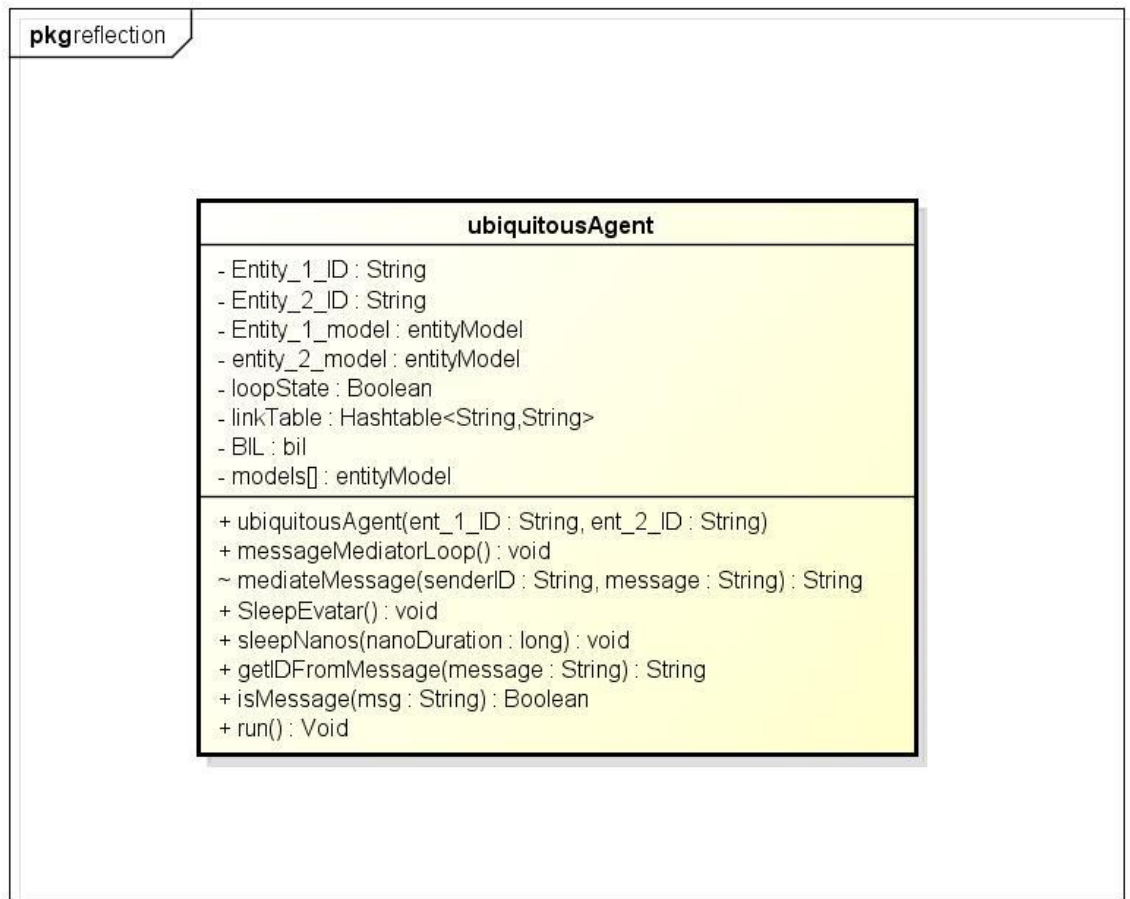 pkgreflection
ubiquitousAgent
- Entity_1_ID : String
- Entity_2_ID : String
- Entity_1_model : entityModel
- entity_2_model : entityModel
- loopState : Boolean
- linkTable : Hashtable<String,String>
- BIL : bil
- models[] : entityModel
+ ubiquitousAgent(ent_1_ID : String, ent_2_ID : String)
+ messageMediatorLoop() : void
~ mediateMessage(senderID : String, message : String) : String
+ SleepEvatar() : void
+ sleepNanos(nanoDuration : long) : void
+ getIDFromMessage(message : String) : String
+ isMessage(msg : String) : Boolean
+ run() : Void